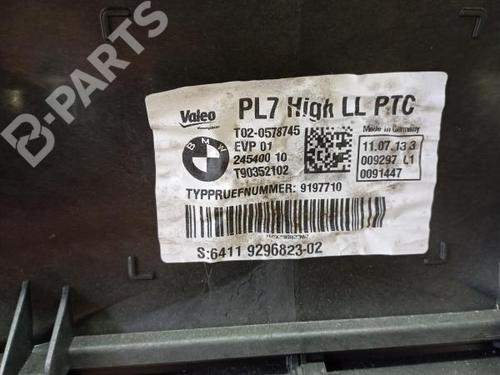 B-PARTS
Valeo
PL7 High LL PTC
BMW
T02-0578745
EVP 01
245400 10
T90352102
Made in Germany
11.07.13 3
009297 L1
0091447
TYPPRUEFNUMMER: 9197710
S:6411 9296823-02